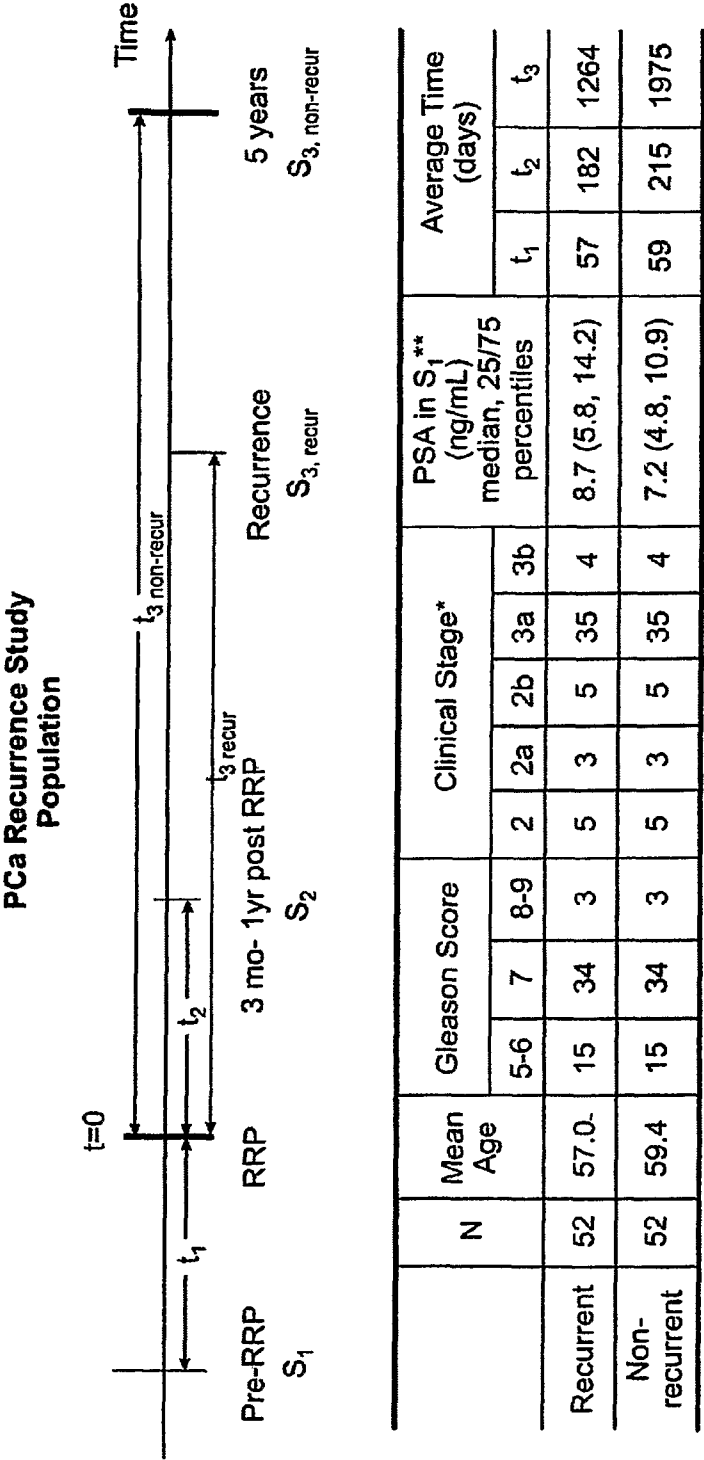 PCa Recurrence Study
Population
t=0
Time
t3 non-recur
t1
t2
t3 recur
Pre-RRP
RRP
3 mo- 1yr post RRP
Recurrence
5 years
S1
S2
S3, recur
S3, non-recur
N
Mean
Age
Gleason Score
Clinical Stage*
PSA in S1**
(ng/mL)
median, 25/75
percentiles
Average Time
(days)
5-6 7 8-9 2 2a 2b 3a 3b t1 t2 t3
Recurrent 52 57.0- 15 34 3 5 3 5 35 4 8.7 (5.8, 14.2) 57 182 1264
Non-
recurrent 52 59.4 15 34 3 5 3 5 35 4 7.2 (4.8, 10.9) 59 215 1975